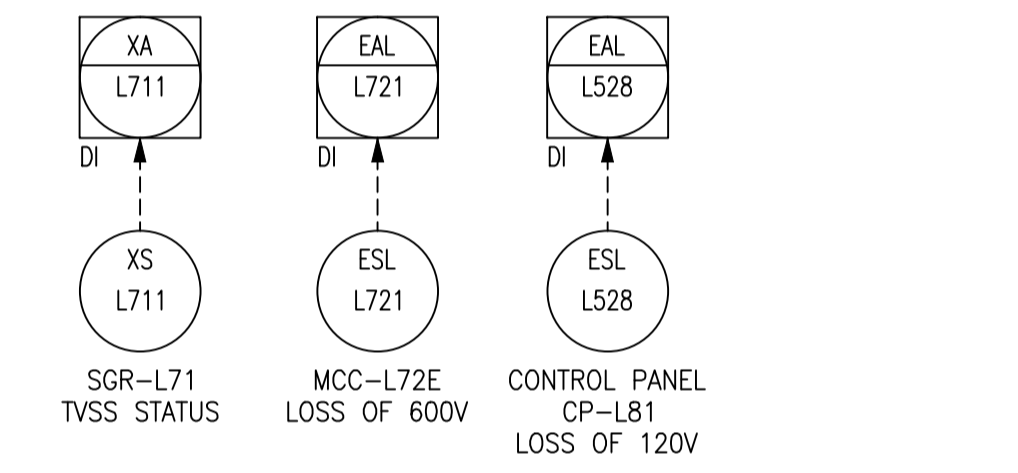 XA
L711
DI
XS
L711
SGR-L71
TVSS STATUS
EAL
L721
DI
ESL
L721
MCC-L72E
LOSS OF 600V
EAL
L528
DI
ESL
L528
CONTROL PANEL
CP-L81
LOSS OF 120V